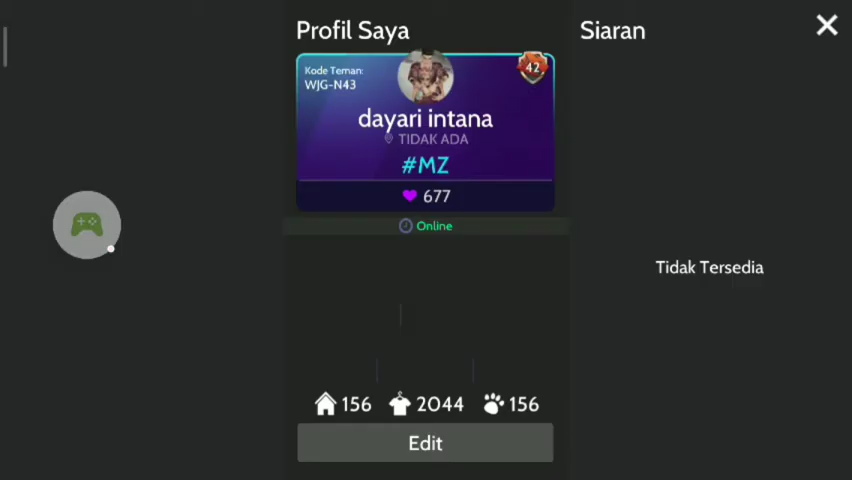 Profil Saya
Siaran
Kode Teman:
WJG-N43
42
dayari intana
TIDAK ADA
#MZ
677
Online
Tidak Tersedia
156 2044 156
Edit